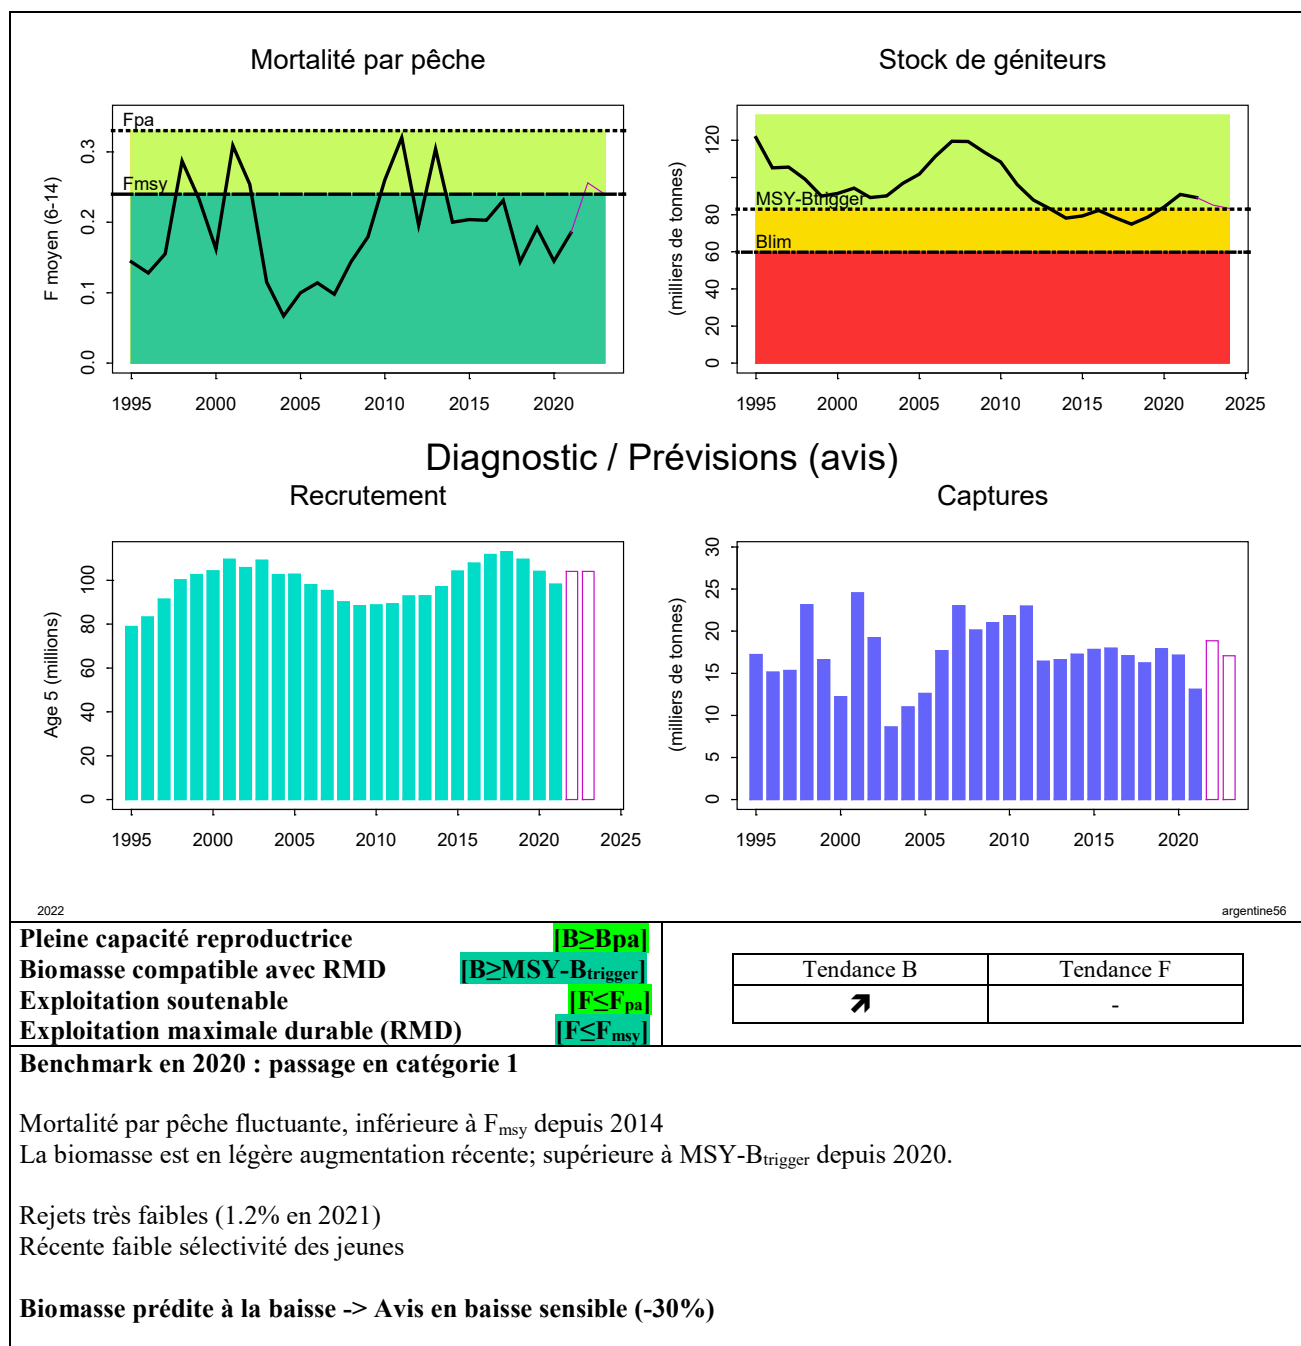 Mortalité par pêche
Stock de géniteurs
F moyen (6-14)
0.0 0.1 0.2 0.3
Fpa
Fmsy
1995 2000 2005 2010 2015 2020
(milliers de tonnes)
0 20 40 60 80 120
MSY-Btrigger
Blim
1995 2000 2005 2010 2015 2020 2025
Diagnostic / Prévisions (avis)
Recrutement
Captures
Age 5 (millions)
0 20 40 60 80 100
1995 2000 2005 2010 2015 2020 2025
(milliers de tonnes)
0 5 10 15 20 25 30
1995 2000 2005 2010 2015 2020
2022
argentine56
Pleine capacité reproductrice [B≥Bpa]
Biomasse compatible avec RMD [B≥MSY-Btrigger]
Exploitation soutenable [F≤Fpa]
Exploitation maximale durable (RMD) [F≤Fmsy]
Tendance B Tendance F
↗ -
Benchmark en 2020 : passage en catégorie 1
Mortalité par pêche fluctuante, inférieure à Fmsy depuis 2014
La biomasse est en légère augmentation récente; supérieure à MSY-Btrigger depuis 2020.
Rejets très faibles (1.2% en 2021)
Récente faible sélectivité des jeunes
Biomasse prédite à la baisse -> Avis en baisse sensible (-30%)